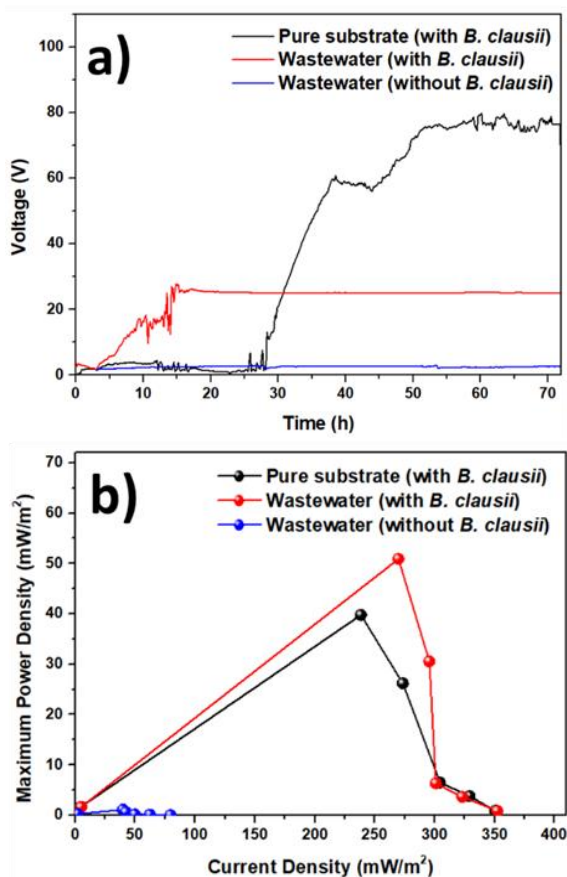 a)
Pure substrate (with B. clausii)
Wastewater (with B. clausii)
Wastewater (without B. clausii)
100
80
60
40
20
0
Voltage (V)
0 10 20 30 40 50 60 70
Time (h)
b)
Pure substrate (with B. clausii)
Wastewater (with B. clausii)
Wastewater (without B. clausii)
70
60
50
40
30
20
10
0
Maximum Power Density (mW/m²)
0 50 100 150 200 250 300 350 400
Current Density (mW/m²)